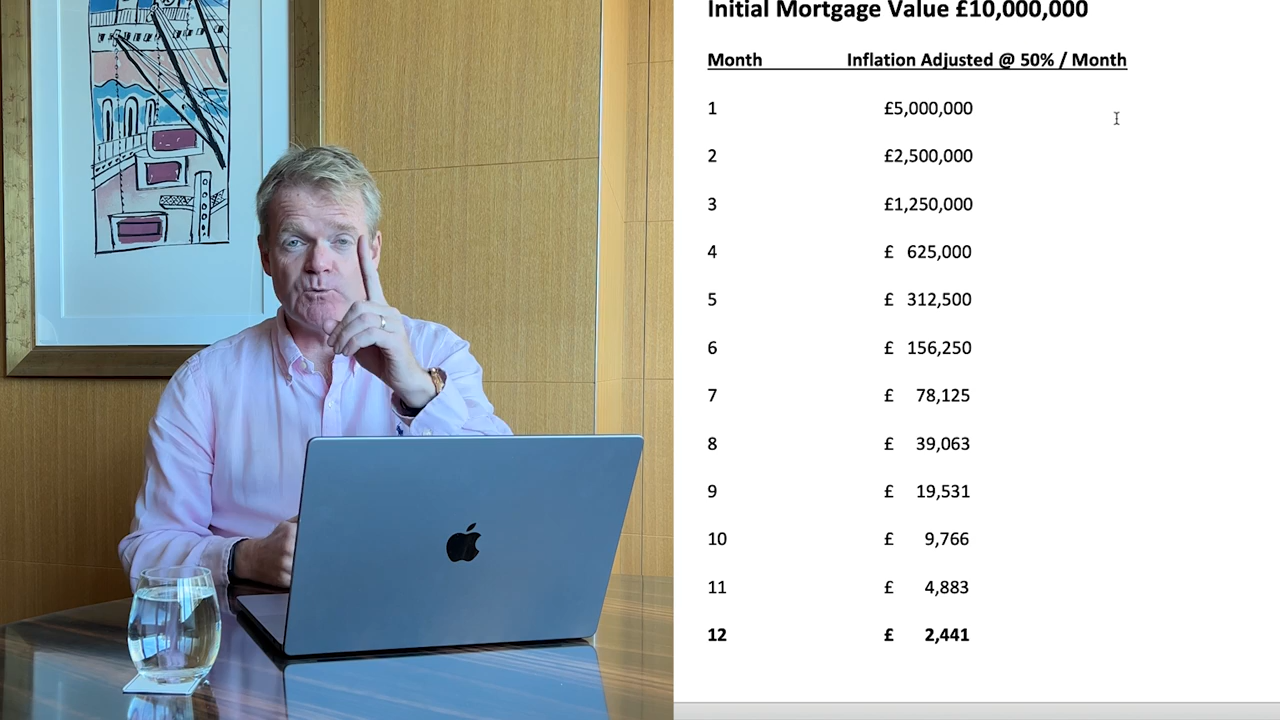 Initial Mortgage Value £10,000,000
Month Inflation Adjusted @ 50% / Month
1 £5,000,000
2 £2,500,000
3 £1,250,000
4 £ 625,000
5 £ 312,500
6 £ 156,250
7 £ 78,125
8 £ 39,063
9 £ 19,531
10 £ 9,766
11 £ 4,883
12 £ 2,441